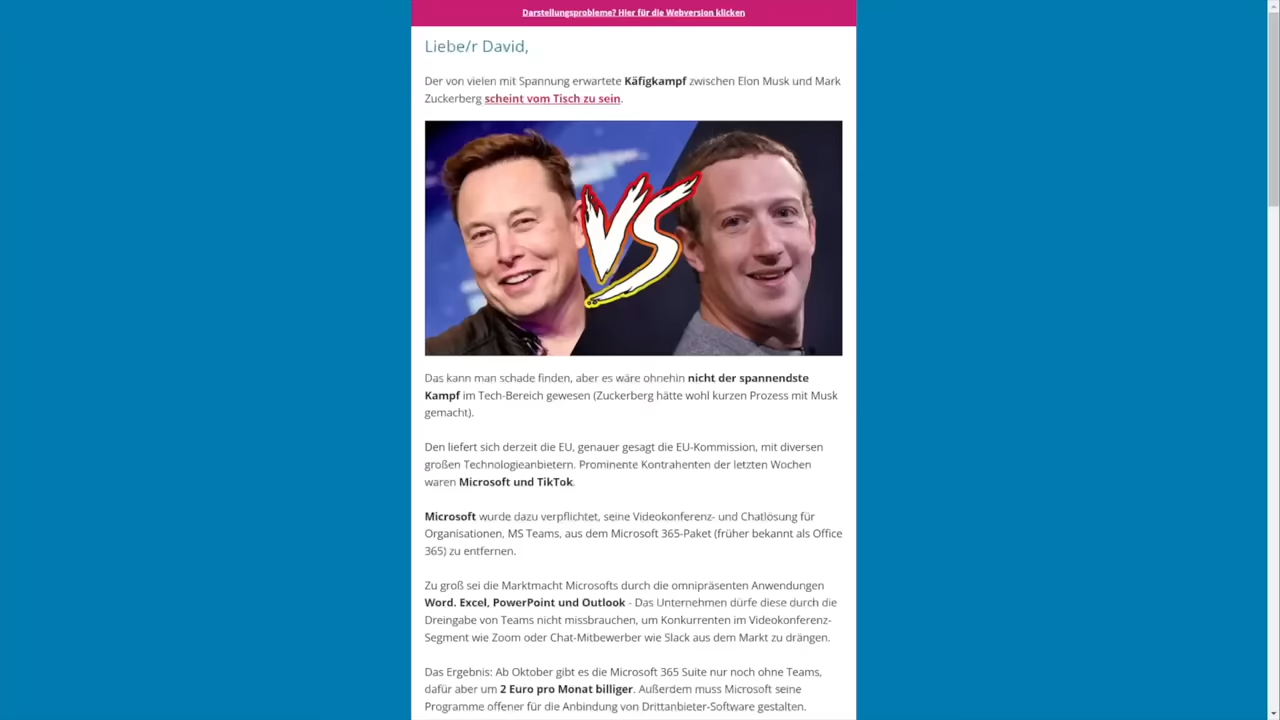 Darstellungsprobleme? Hier für die Webversion klicken
Liebe/r David,
Der von vielen mit Spannung erwartete Käfigkampf zwischen Elon Musk und Mark
Zuckerberg scheint vom Tisch zu sein.
VS
Das kann man schade finden, aber es wäre ohnehin nicht der spannendste
Kampf im Tech-Bereich gewesen (Zuckerberg hätte wohl kurzen Prozess mit Musk
gemacht).
Den liefert sich derzeit die EU, genauer gesagt die EU-Kommission, mit diversen
großen Technologieanbietern. Prominente Kontrahenten der letzten Wochen
waren Microsoft und TikTok.
Microsoft wurde dazu verpflichtet, seine Videokonferenz- und Chatlösung für
Organisationen, MS Teams, aus dem Microsoft 365-Paket (früher bekannt als Office
365) zu entfernen.
Zu groß sei die Marktmacht Microsofts durch die omnipräsenten Anwendungen
Word. Excel, PowerPoint und Outlook - Das Unternehmen dürfe diese durch die
Dreingabe von Teams nicht missbrauchen, um Konkurrenten im Videokonferenz-
Segment wie Zoom oder Chat-Mitbewerber wie Slack aus dem Markt zu drängen.
Das Ergebnis: Ab Oktober gibt es die Microsoft 365 Suite nur noch ohne Teams,
dafür aber um 2 Euro pro Monat billiger. Außerdem muss Microsoft seine
Programme offener für die Anbindung von Drittanbieter-Software gestalten.